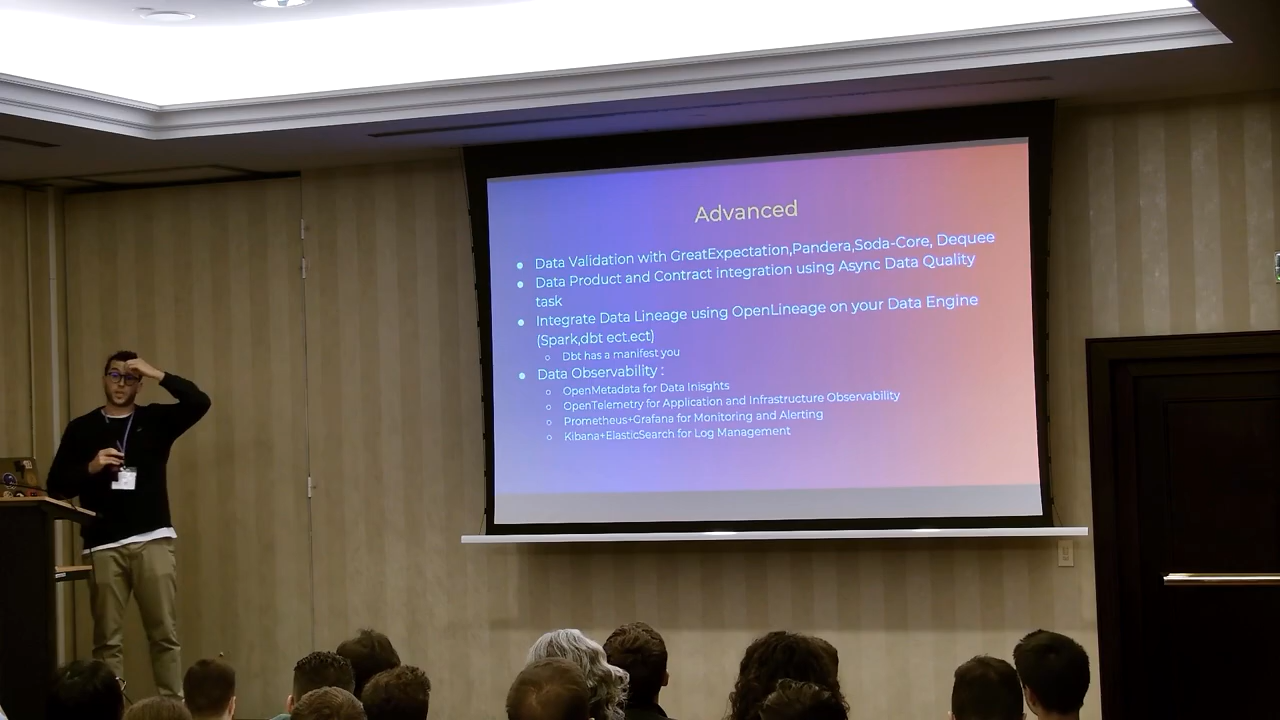 Advanced
● Data Validation with GreatExpectation,Pandera,Soda-Core, Dequee
● Data Product and Contract integration using Async Data Quality
task
● Integrate Data Lineage using OpenLineage on your Data Engine
(Spark,dbt ect.ect)
○ Dbt has a manifest you
● Data Observability :
○ OpenMetadata for Data Inisghts
○ OpenTelemetry for Application and Infrastructure Observability
○ Prometheus+Grafana for Monitoring and Alerting
○ Kibana+ElasticSearch for Log Management